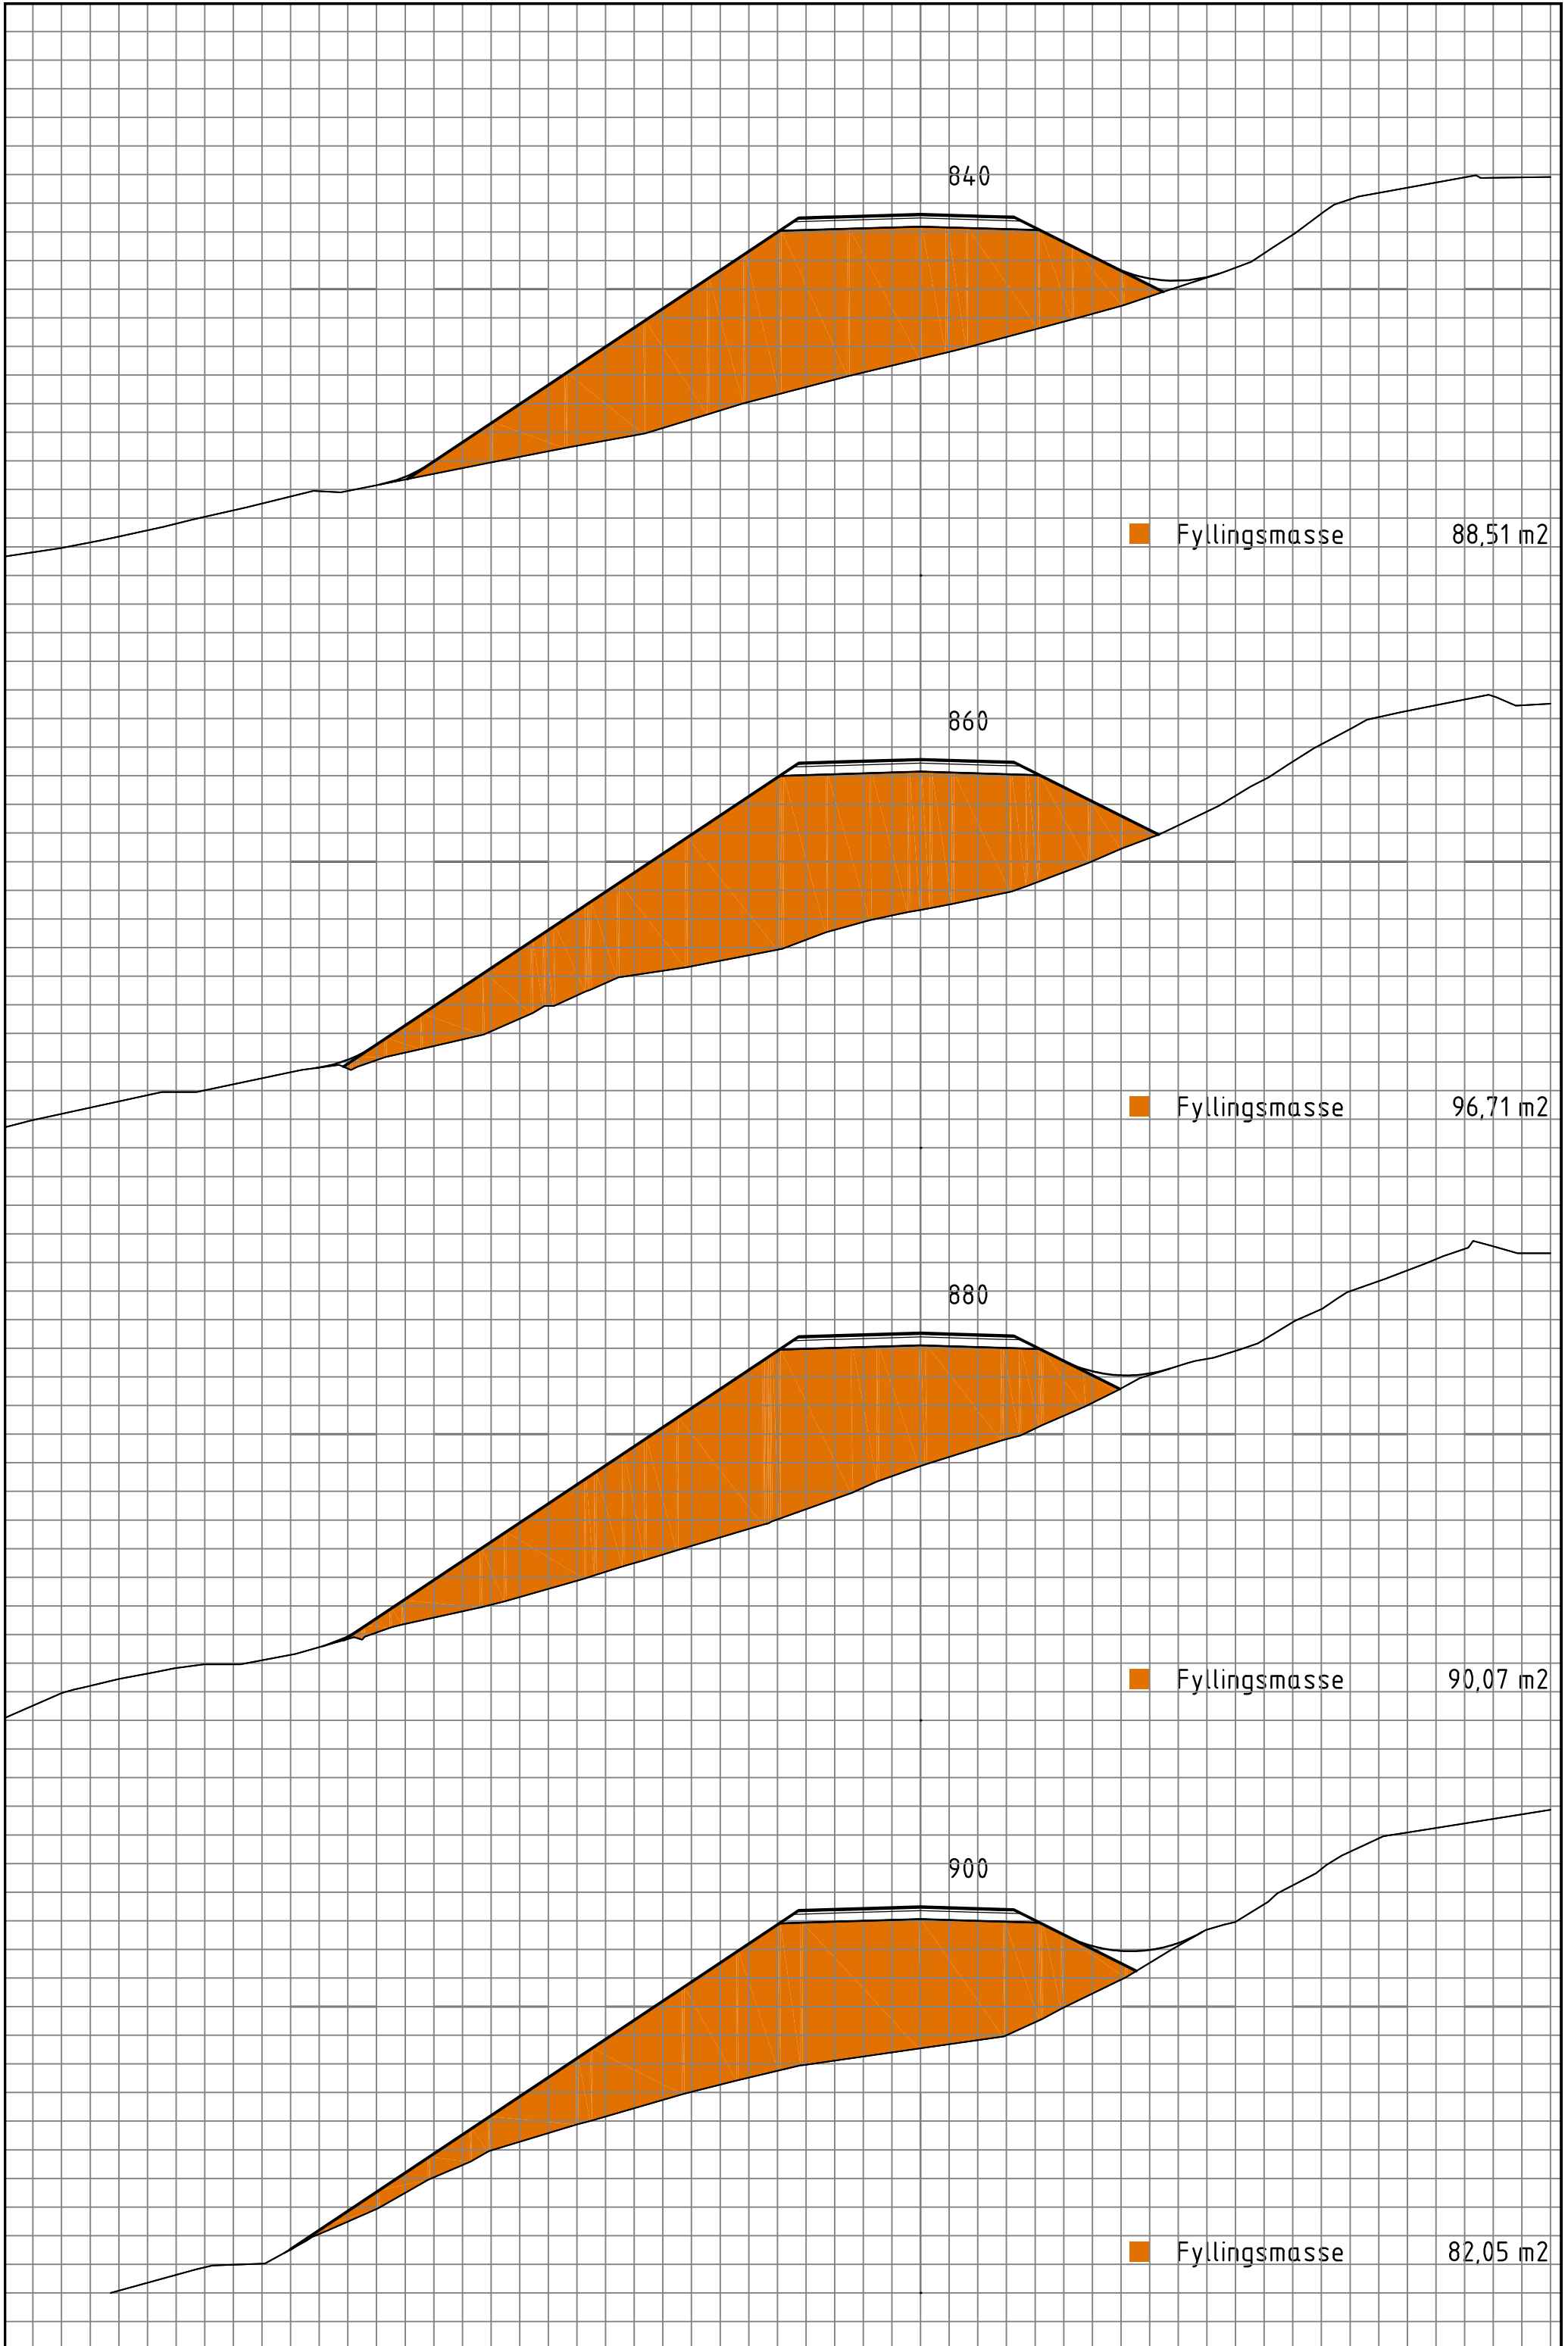 840
Fyllingsmasse 88,51 m2
860
Fyllingsmasse 96,71 m2
880
Fyllingsmasse 90,07 m2
900
Fyllingsmasse 82,05 m2